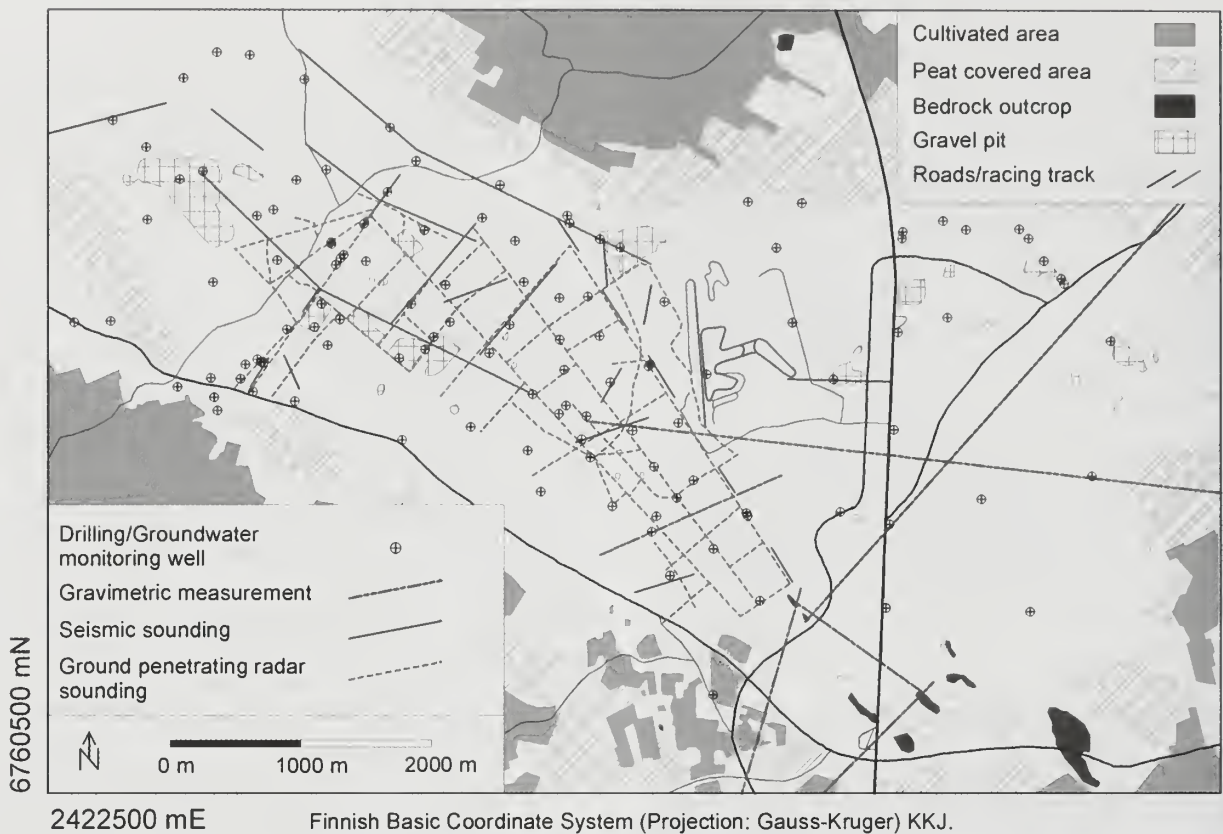 Cultivated area
Peat covered area
Bedrock outcrop
Gravel pit
Roads/racing track
Drilling/Groundwater
monitoring well
Gravimetric measurement
Seismic sounding
Ground penetrating radar
sounding
N
0 m 1000 m 2000 m
6760500 mN
2422500 mE
Finnish Basic Coordinate System (Projection: Gauss-Kruger) KKJ.